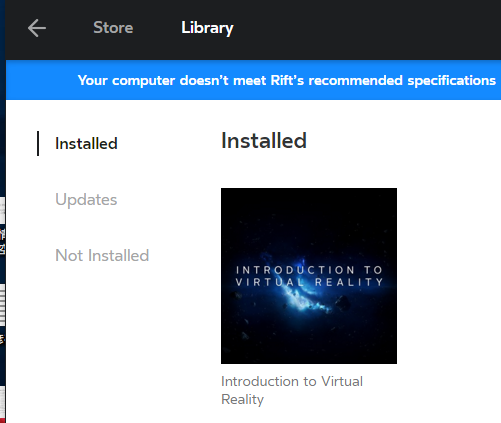 Store Library
Your computer doesn't meet Rift's recommended specifications
Installed
Updates
Not Installed
Installed
INTRODUCTION TO
VIRTUAL REALITY
Introduction to Virtual
Reality